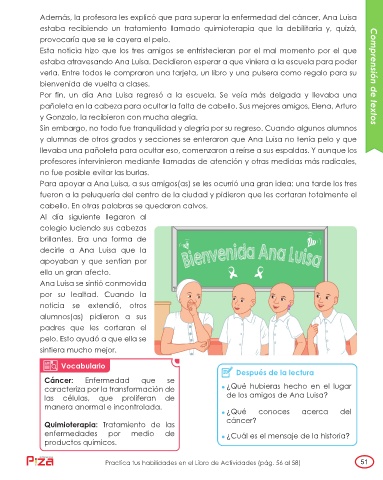 Además, la profesora les explicó que para superar la enfermedad del cáncer, Ana Luisa
estaba recibiendo un tratamiento llamado quimioterapia que la debilitaría y, quizá,
provocaría que se le cayera el pelo.
Esta noticia hizo que los tres amigos se entristecieran por el mal momento por el que
estaba atravesando Ana Luisa. Decidieron esperar a que viniera a la escuela para poder
verla. Entre todos le compraron una tarjeta, un libro y una pulsera como regalo para su
bienvenida de vuelta a clases.
Por fin, un día Ana Luisa regresó a la escuela. Se veía más delgada y llevaba una
pañoleta en la cabeza para ocultar la falta de cabello. Sus mejores amigos, Elena, Arturo
y Gonzalo, la recibieron con mucha alegría.
Sin embargo, no todo fue tranquilidad y alegría por su regreso. Cuando algunos alumnos
y alumnas de otros grados y secciones se enteraron que Ana Luisa no tenía pelo y que
llevaba una pañoleta para ocultar eso, comenzaron a reírse a sus espaldas. Y aunque los
profesores intervinieron mediante llamadas de atención y otras medidas más radicales,
no fue posible evitar las burlas.
Para apoyar a Ana Luisa, a sus amigos(as) se les ocurrió una gran idea: una tarde los tres
fueron a la peluquería del centro de la ciudad y pidieron que les cortaran totalmente el
cabello. En otras palabras se quedaron calvos.
Al día siguiente llegaron al
colegio luciendo sus cabezas
brillantes. Era una forma de
decirle a Ana Luisa que la
apoyaban y que sentían por
ella un gran afecto.
Ana Luisa se sintió conmovida
por su lealtad. Cuando la
noticia se extendió, otros
alumnos(as) pidieron a sus
padres que les cortaran el
pelo. Esto ayudó a que ella se
sintiera mucho mejor.
Bienvenida Ana Luisa
Vocabulario
Cáncer: Enfermedad que se
caracteriza por la transformación de
las células, que proliferan de
manera anormal e incontrolada.
Quimioterapia: Tratamiento de las
enfermedades por medio de
productos químicos.
Después de la lectura
• ¿Qué hubieras hecho en el lugar
de los amigos de Ana Luisa?
• ¿Qué conoces acerca del
cáncer?
• ¿Cuál es el mensaje de la historia?
Comprensión de textos
Piza
Practica tus habilidades en el Libro de Actividades (pág. 56 al 58)
51